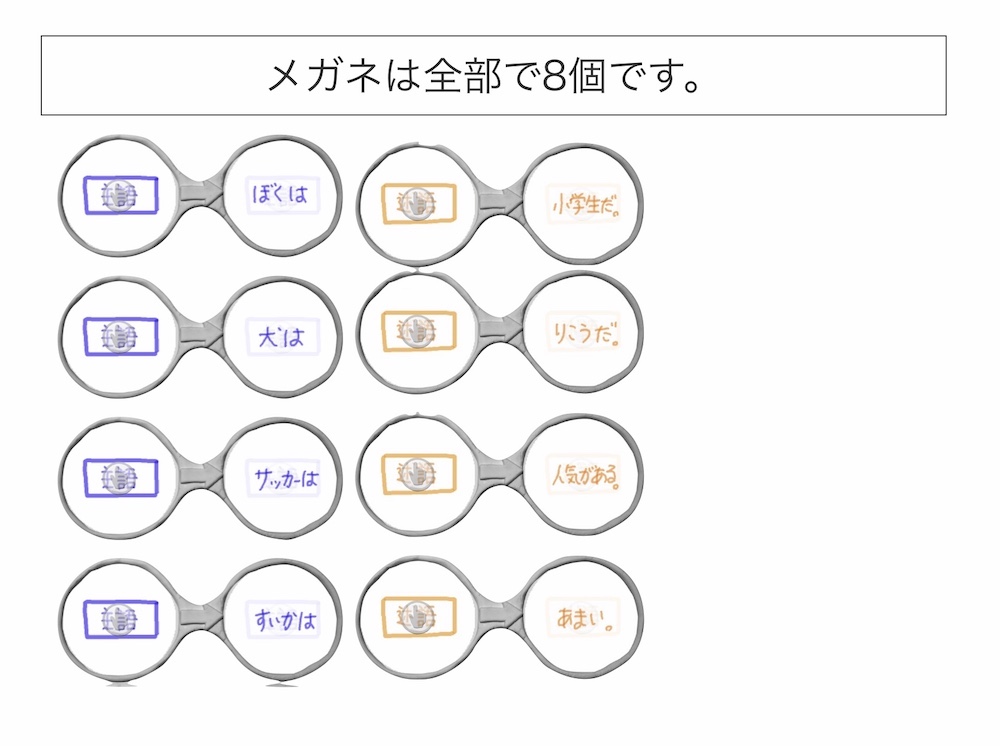 メガネは全部で8個です。
ぼくは
小学生だ。
犬は
りこうだ。
サッカーは
人気がある。
すいかは
あまい。